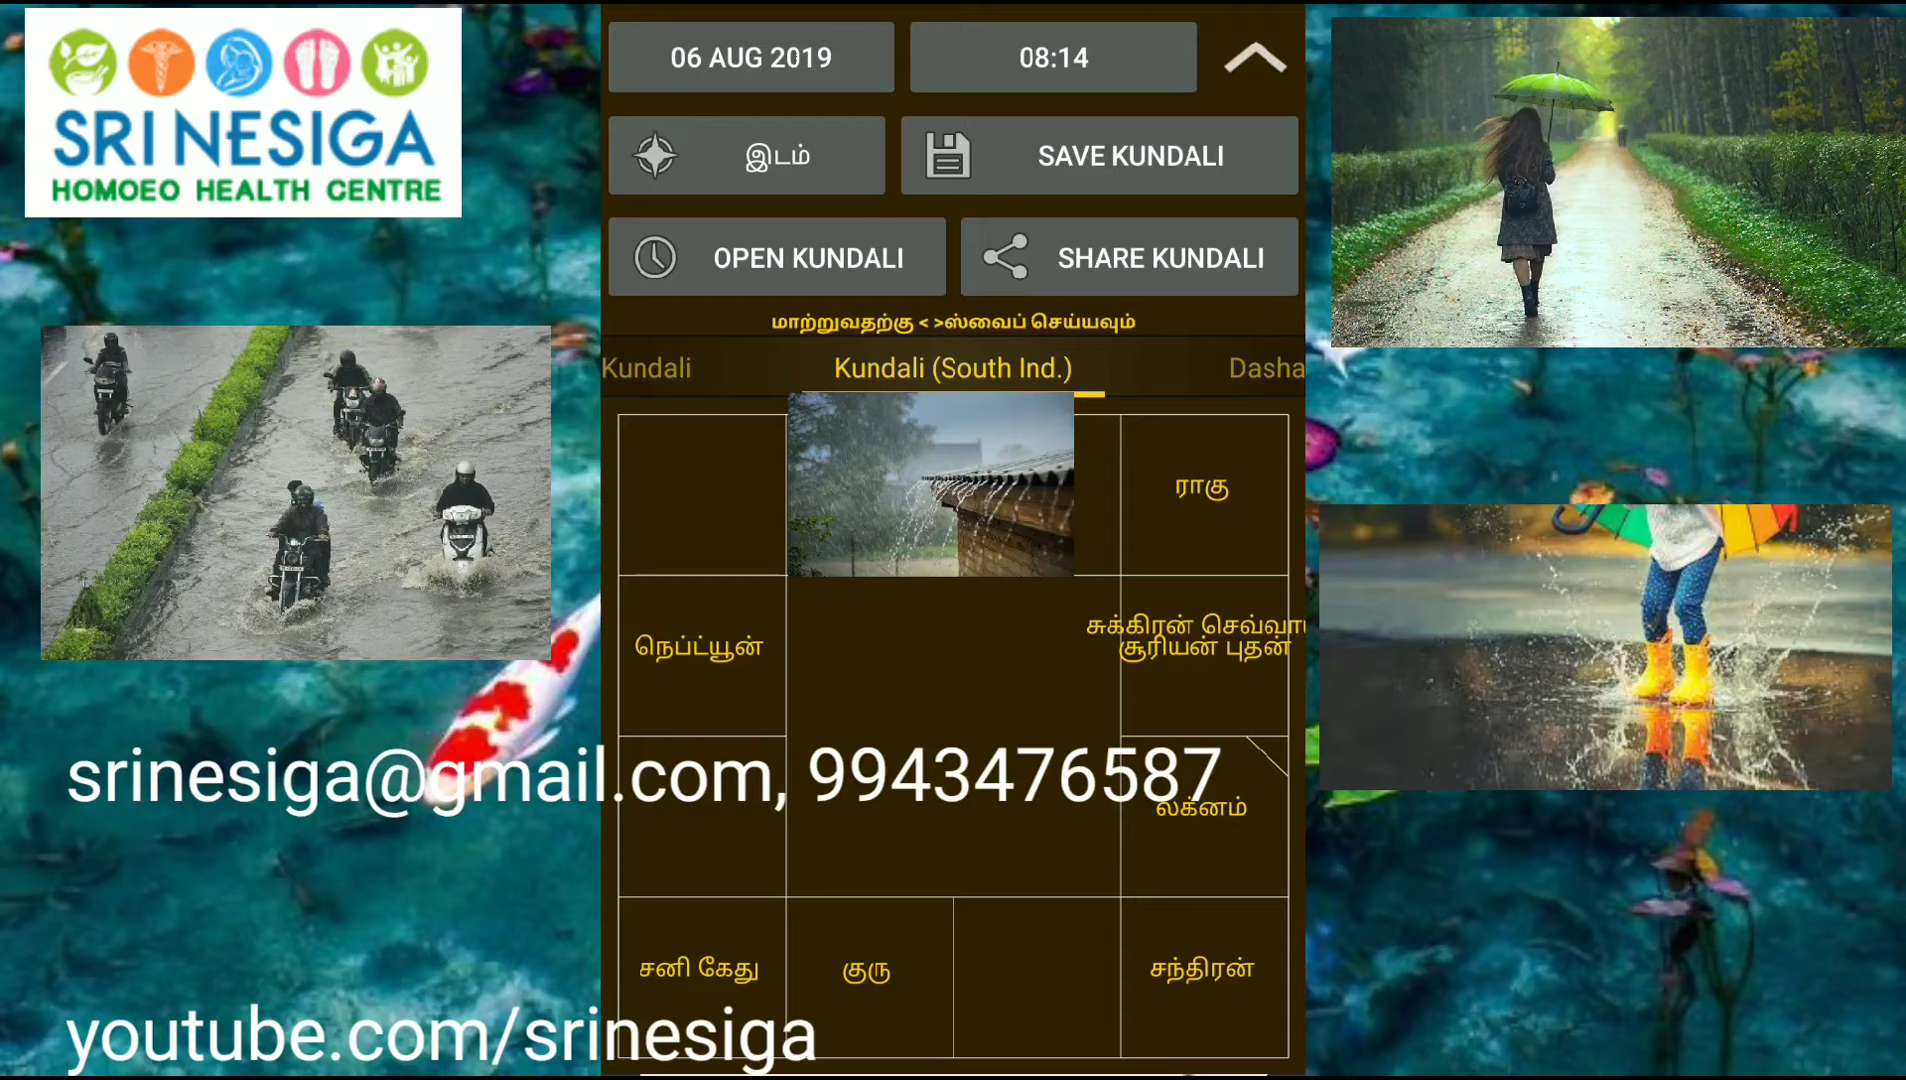 SRI NESIGA
HOMOEO HEALTH CENTRE
06 AUG 2019
08:14
இடம்
SAVE KUNDALI
OPEN KUNDALI
SHARE KUNDALI
மாற்றுவதற்கு < >ஸ்வைப் செய்யவும்
Kundali
Kundali (South Ind.)
Dasha
ராகு
நெப்ட்யூன்
சுக்கிரன்
சூரியன் புதன்
srinesiga@gmail.com, 9943476587
லக்னம்
சனி கேது
குரு
சந்திரன்
youtube.com/srinesiga